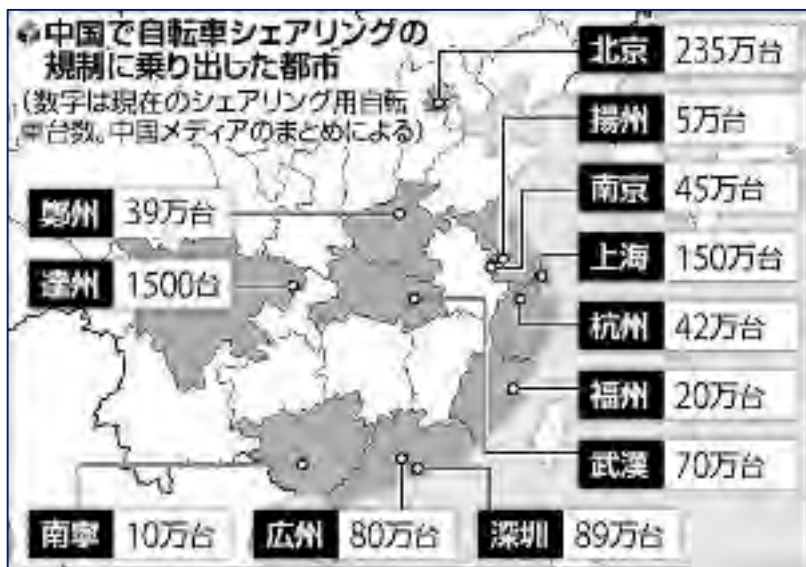 中国で自転車シェアリングの
規制に乗り出した都市
(数字は現在のシェアリング用自転
車台数。中国メディアのまとめによる)
北京 235万台
揚州 5万台
南京 45万台
上海 150万台
杭州 42万台
福州 20万台
武漢 70万台
鄭州 39万台
達州 1500台
南寧 10万台
広州 80万台
深圳 89万台